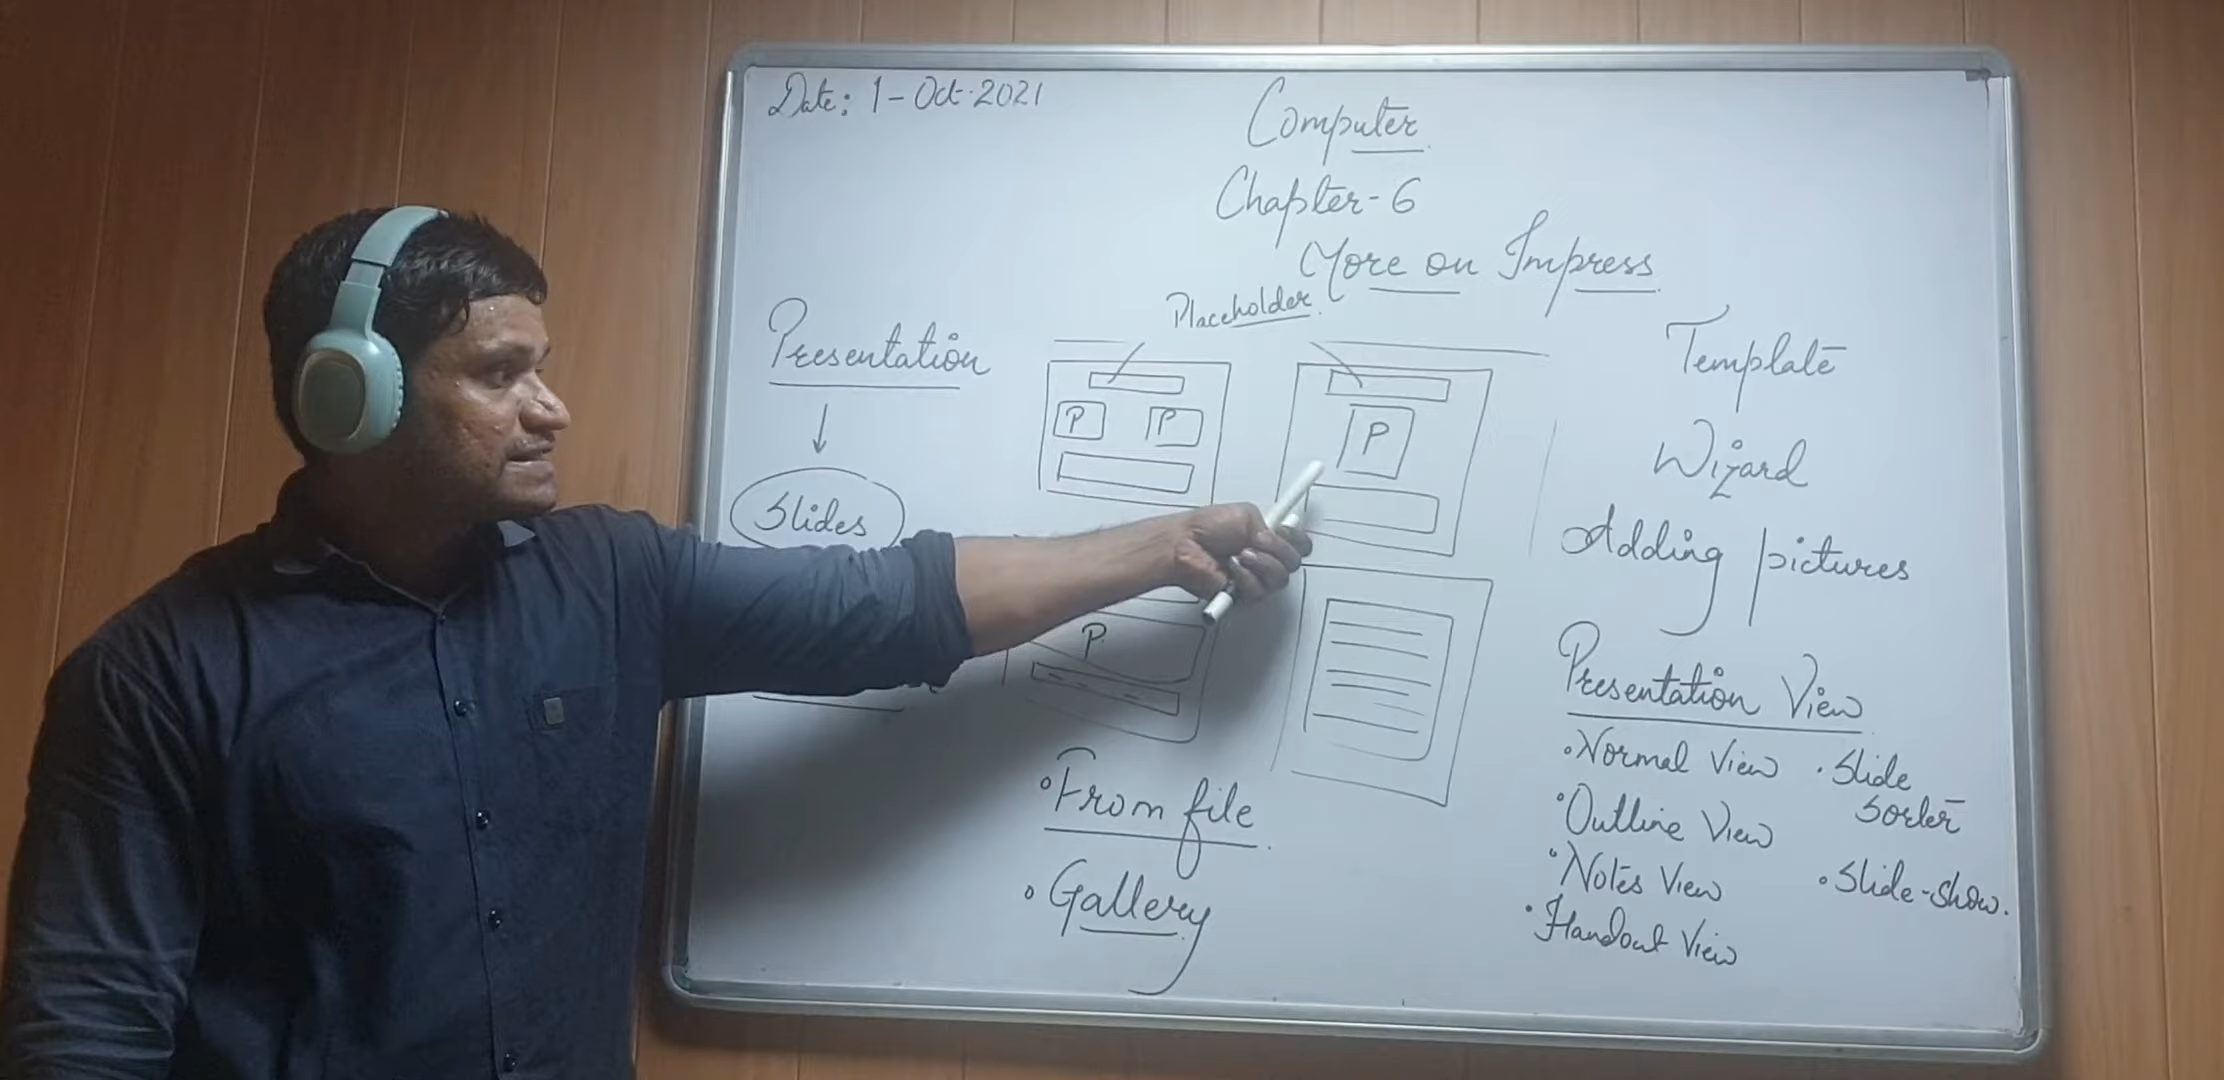 Date: 1-Oct-2021
Computer
Chapter-6
More on Impress
Placeholder.
Presentation
Slides
P
P
P
P
• From file
• Gallery
Template
Wizard
Adding pictures
Presentation View
• Normal View
• Outline View
• Notes View
• Handout View
• Slide
Sorter
• Slide-show.